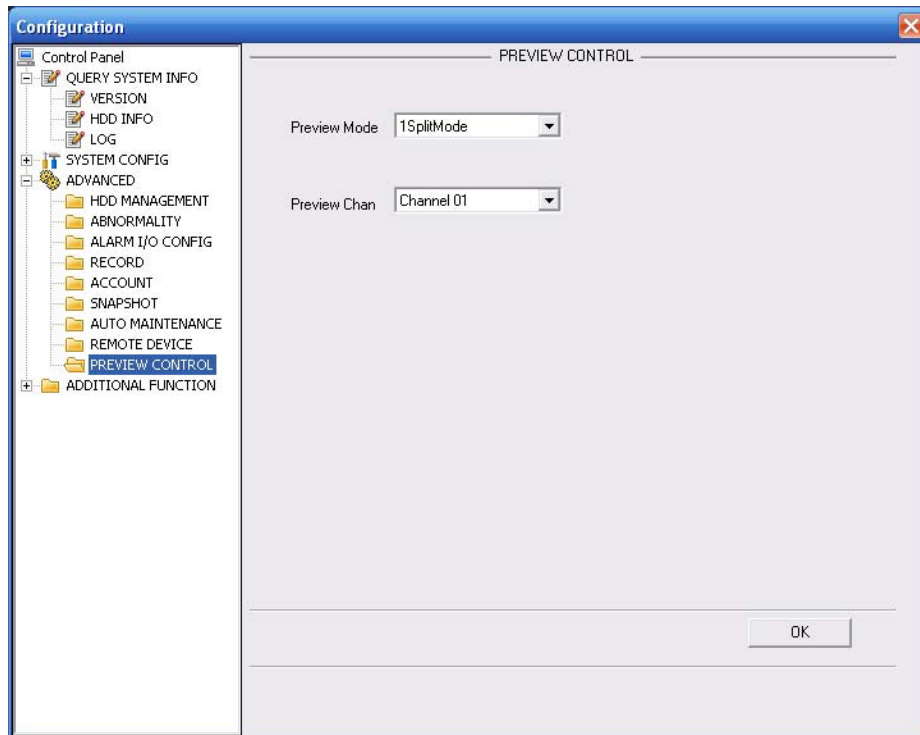 Configuration
Control Panel
QUERY SYSTEM INFO
VERSION
HDD INFO
LOG
SYSTEM CONFIG
ADVANCED
HDD MANAGEMENT
ABNORMALITY
ALARM I/O CONFIG
RECORD
ACCOUNT
SNAPSHOT
AUTO MAINTENANCE
REMOTE DEVICE
PREVIEW CONTROL
ADDITIONAL FUNCTION
PREVIEW CONTROL
Preview Mode 1SplitMode
Preview Chan Channel 01
OK